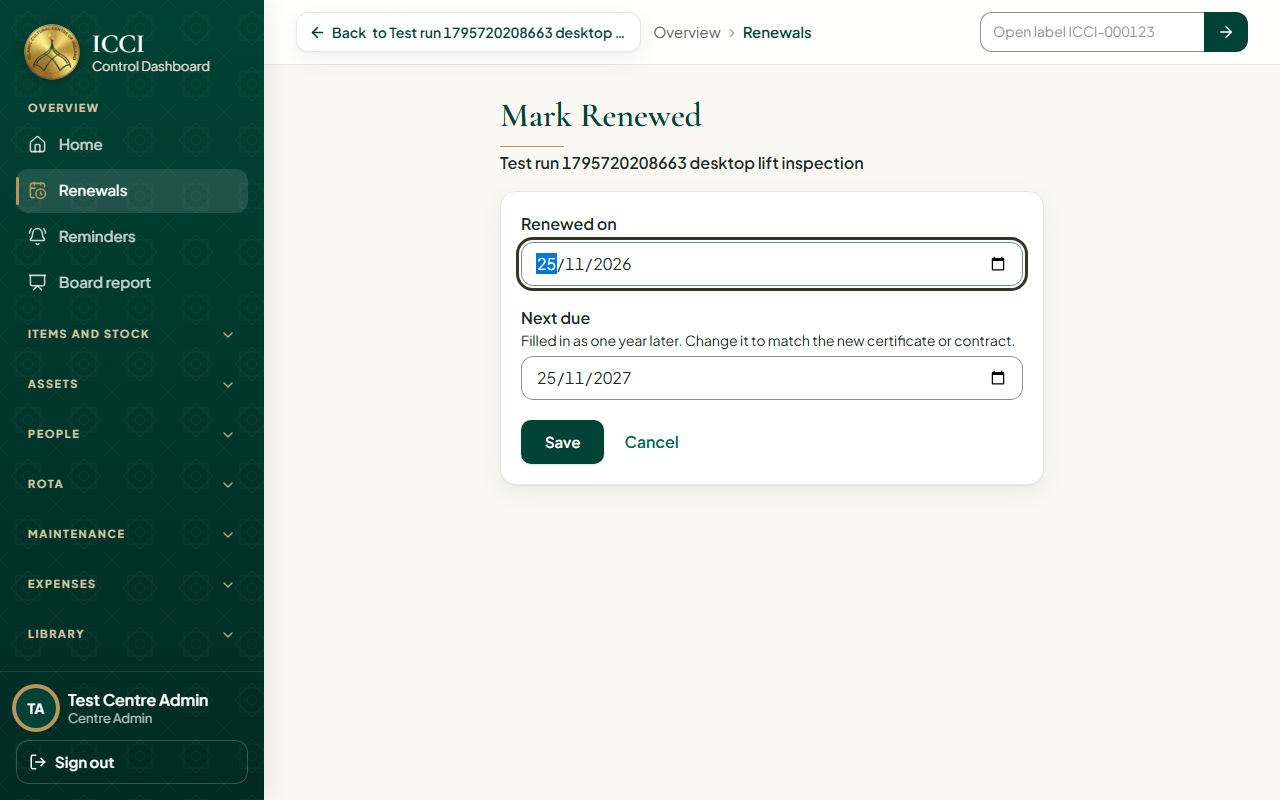 ICCI
Control Dashboard
OVERVIEW
Home
Renewals
Reminders
Board report
ITEMS AND STOCK
ASSETS
PEOPLE
ROTA
MAINTENANCE
EXPENSES
LIBRARY
TA
Test Centre Admin
Centre Admin
Sign out
Back to Test run 1795720208663 desktop ...
Overview
Renewals
Open label ICCI-000123
Mark Renewed
Test run 1795720208663 desktop lift inspection
Renewed on
25/11/2026
Next due
Filled in as one year later. Change it to match the new certificate or contract.
25/11/2027
Save
Cancel